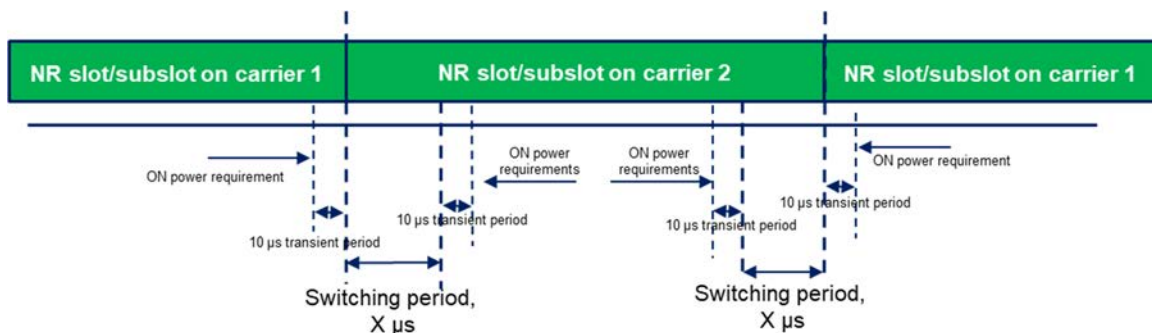 NR slot/subslot on carrier 1
NR slot/subslot on carrier 2
NR slot/subslot on carrier 1
ON power requirement
ON power
requirements
ON power
requirements
ON power requirement
10 µs transient period
10 µs transient period
10 µs transient period
10 µs transient period
Switching period,
X µs
Switching period,
X µs